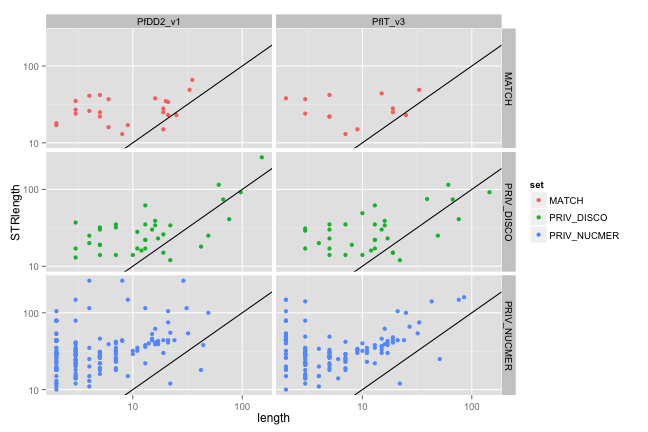 PfDD2_v1 PfIT_v3
100
10
MATCH
100
10
PRIV_DISCO
100
10
PRIV_NUCMER
10 100 10 100
length
STRlength
set
MATCH
PRIV_DISCO
PRIV_NUCMER